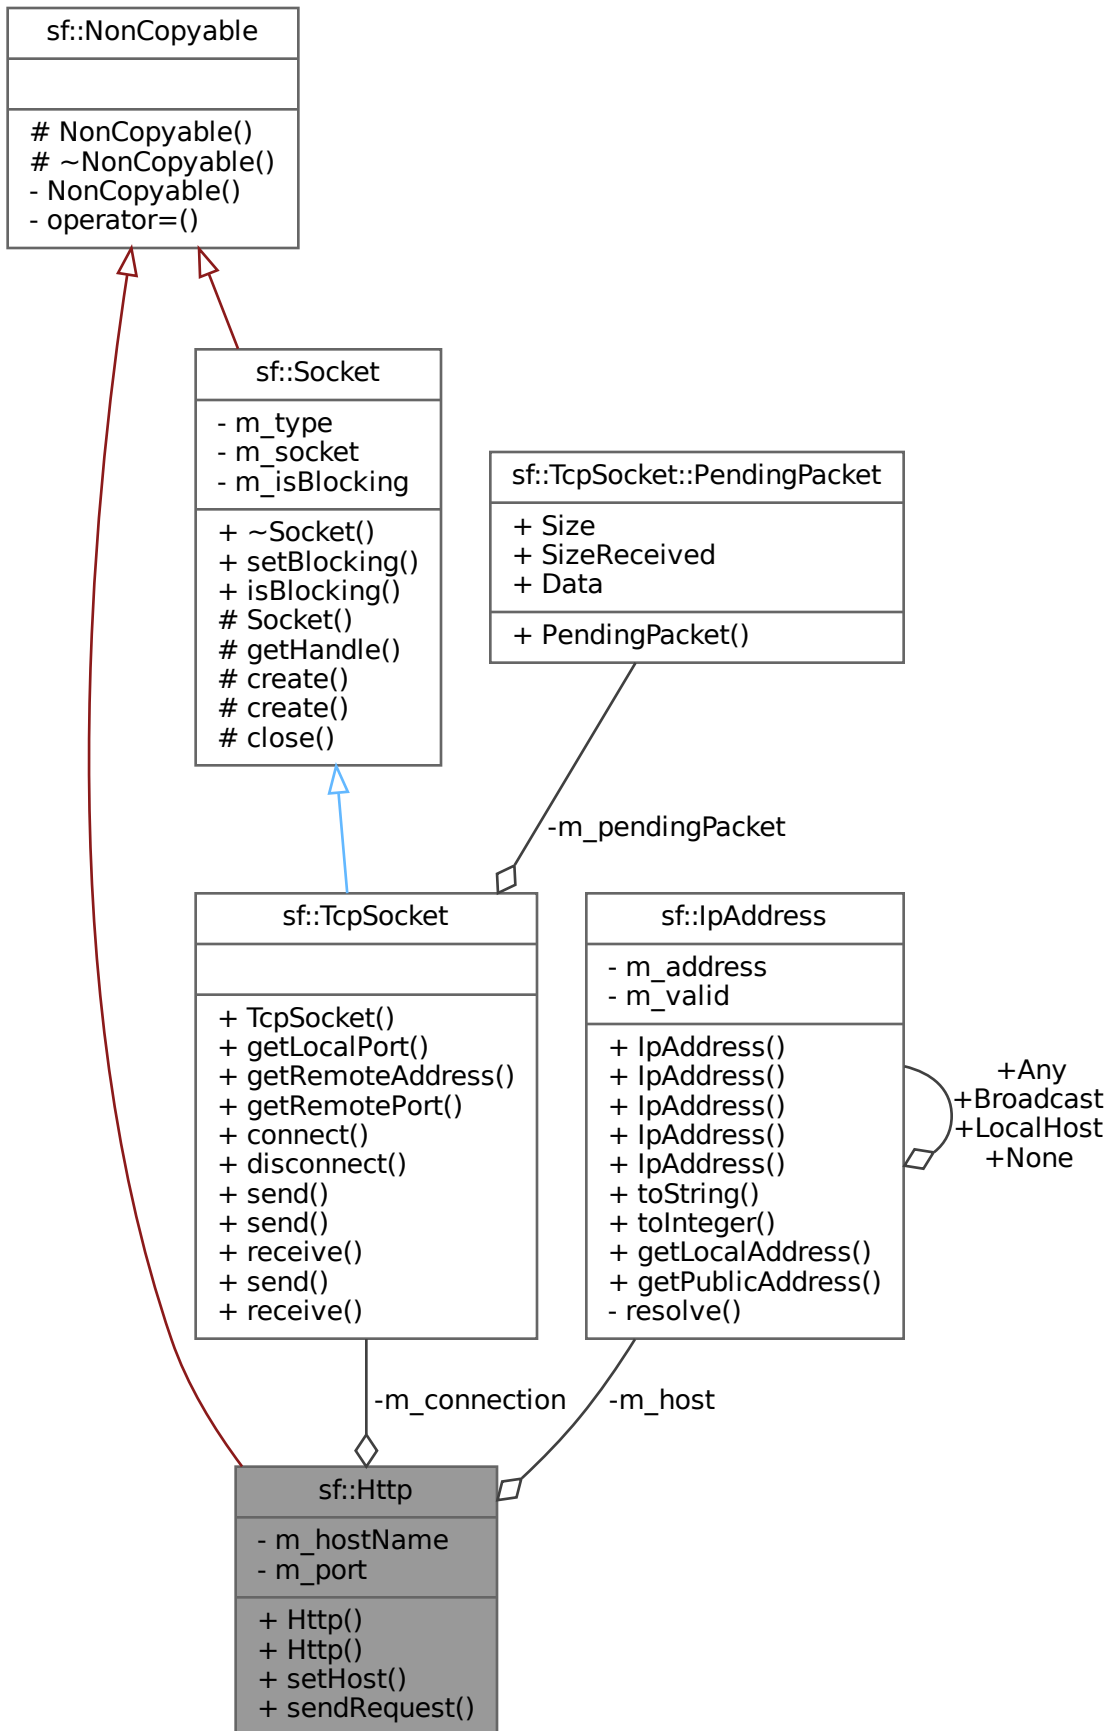 sf::NonCopyable
# NonCopyable()
# ~NonCopyable()
- NonCopyable()
- operator=()
sf::Socket
- m_type
- m_socket
- m_isBlocking
+ ~Socket()
+ setBlocking()
+ isBlocking()
# Socket()
# getHandle()
# create()
# create()
# close()
sf::TcpSocket::PendingPacket
+ Size
+ SizeReceived
+ Data
+ PendingPacket()
-m_pendingPacket
sf::TcpSocket
+ TcpSocket()
+ getLocalPort()
+ getRemoteAddress()
+ getRemotePort()
+ connect()
+ disconnect()
+ send()
+ send()
+ receive()
+ send()
+ receive()
sf::IpAddress
- m_address
- m_valid
+ IpAddress()
+ IpAddress()
+ IpAddress()
+ IpAddress()
+ IpAddress()
+ toString()
+ toInteger()
+ getLocalAddress()
+ getPublicAddress()
- resolve()
+Any
+Broadcast
+LocalHost
+None
-m_connection
-m_host
sf::Http
- m_hostName
- m_port
+ Http()
+ Http()
+ setHost()
+ sendRequest()